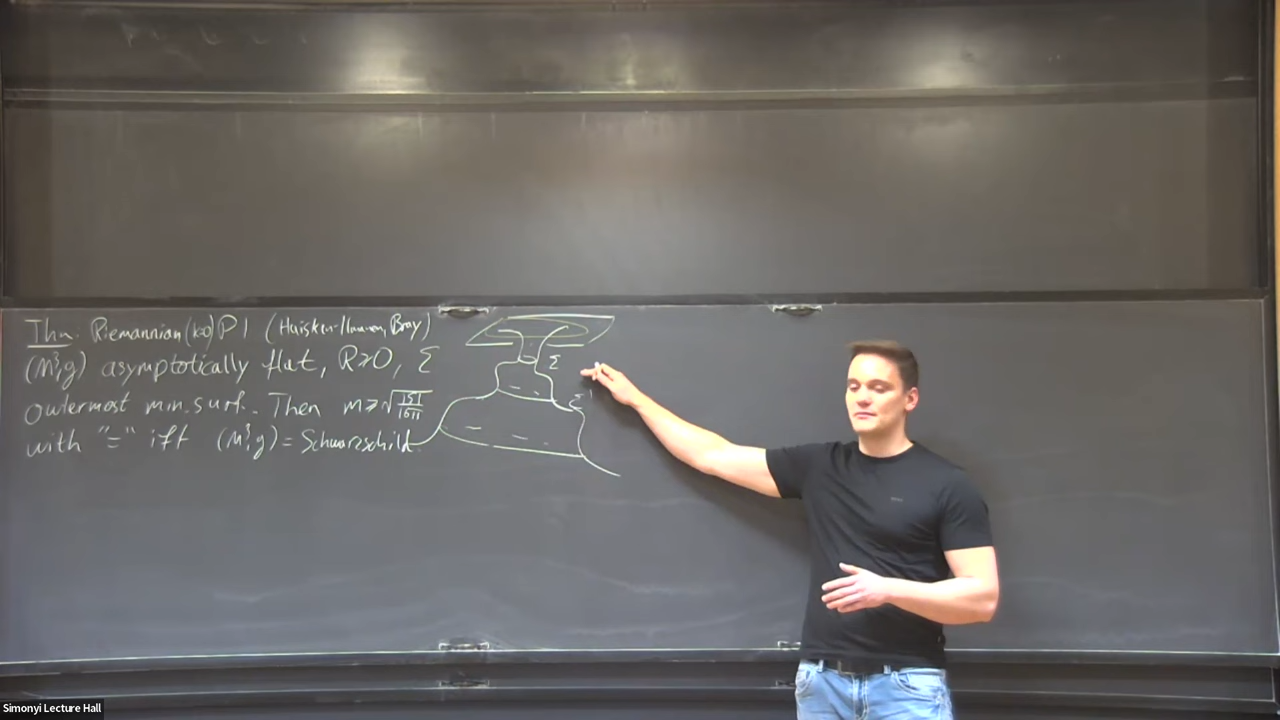 Thm. Riemannian (too) PI (Huisken-Ilmanen, Bray)
(M³,g) asymptotically flat, R≥0, Σ
Outermost min. surf. Then m ≥ √(|Σ|/16π)
with "=" iff (M³,g) = Schwarzschild.
Σ
Σ'
Simonyi Lecture Hall